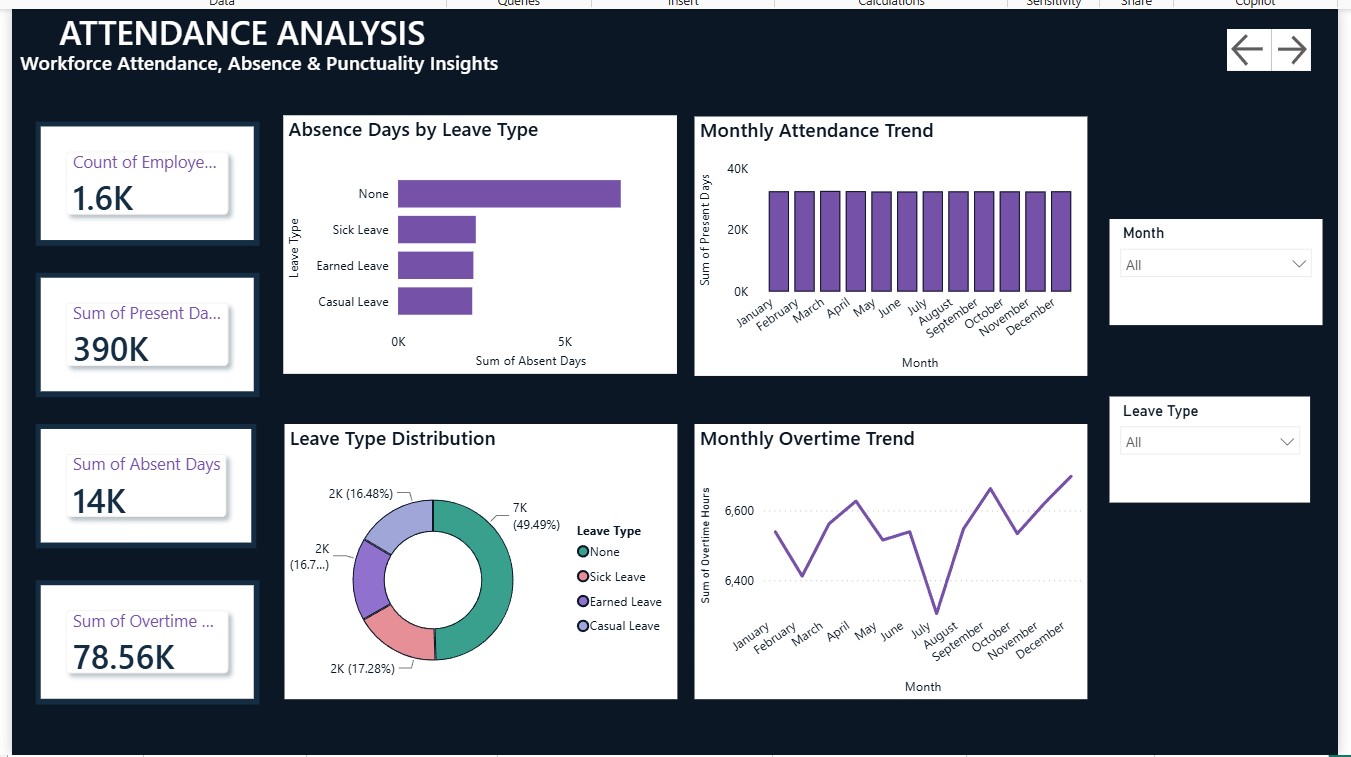 Data Queries Insert Calculations Sensitivity Share Copilot
ATTENDANCE ANALYSIS
Workforce Attendance, Absence & Punctuality Insights
Count of Employe...
1.6K
Sum of Present Da...
390K
Sum of Absent Days
14K
Sum of Overtime ...
78.56K
Absence Days by Leave Type
Leave Type
None
Sick Leave
Earned Leave
Casual Leave
0K 5K
Sum of Absent Days
Monthly Attendance Trend
Sum of Present Days
40K
20K
0K
January February March April May June July August September October November December
Month
Leave Type Distribution
2K (16.48%)
7K
(49.49%)
2K
(16.7...)
2K (17.28%)
Leave Type
None
Sick Leave
Earned Leave
Casual Leave
Monthly Overtime Trend
Sum of Overtime Hours
6,600
6,400
January February March April May June July August September October November December
Month
Month
All
Leave Type
All